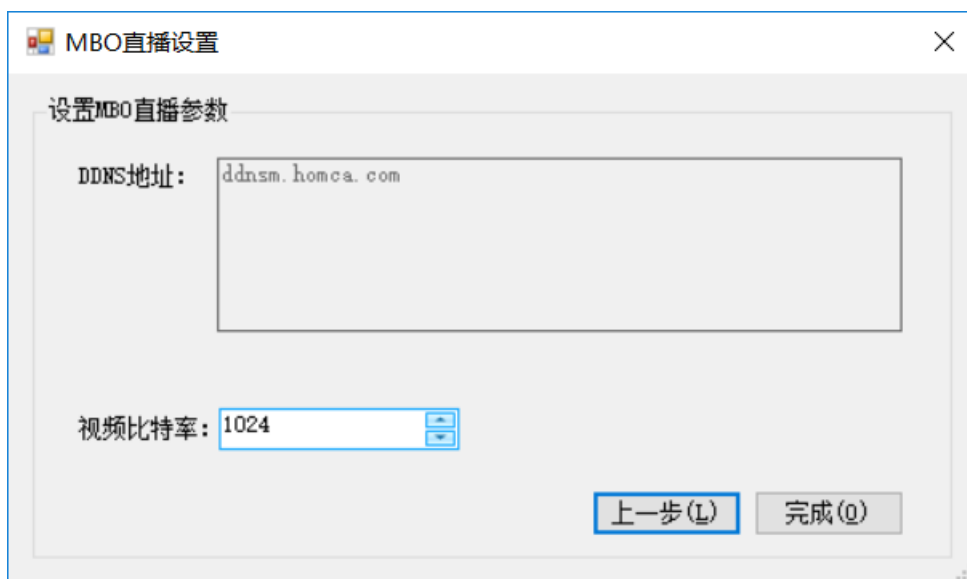 MBO直播设置
设置MBO直播参数
DDNS地址：
ddnsm.homca.com
视频比特率：
1024
上一步(L)
完成(O)